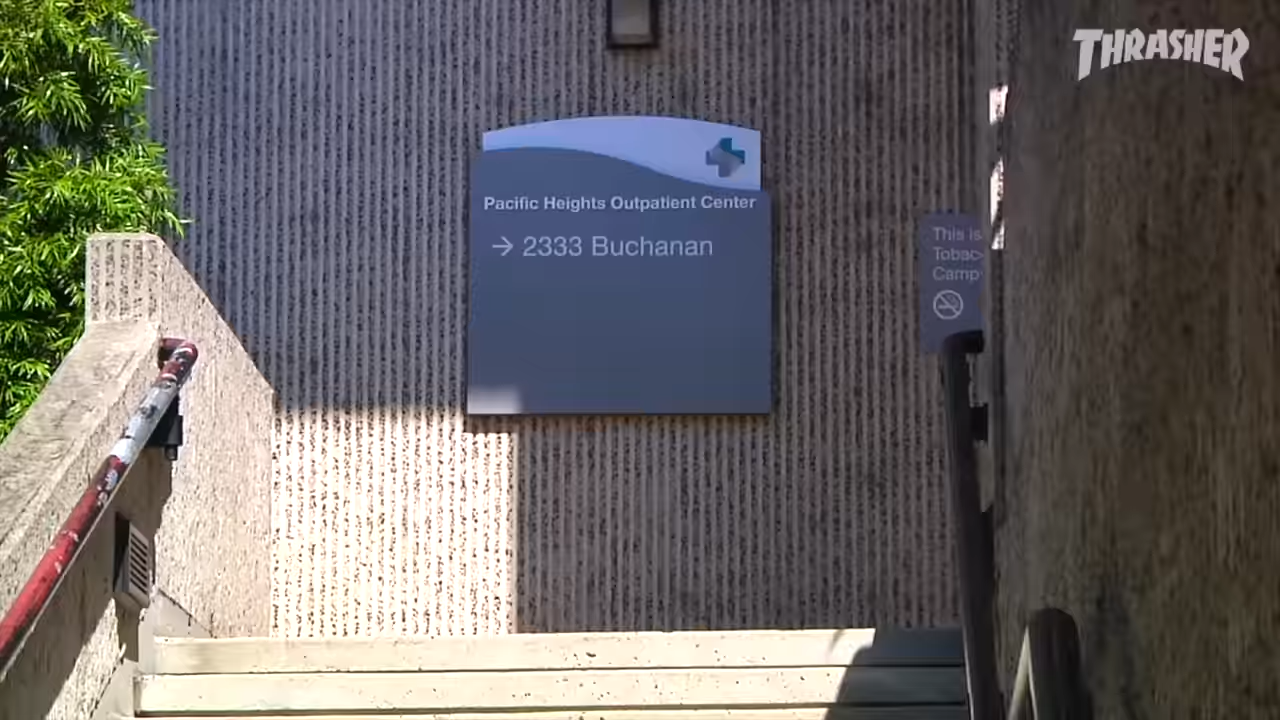 THRASHER
Pacific Heights Outpatient Center
→ 2333 Buchanan
This is
Tobac
Camp